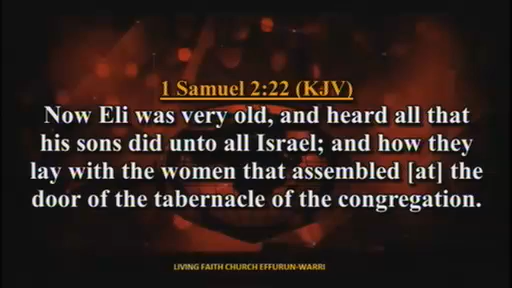 1 Samuel 2:22 (KJV)
Now Eli was very old, and heard all that
his sons did unto all Israel; and how they
lay with the women that assembled [at] the
door of the tabernacle of the congregation.
LIVING FAITH CHURCH EFFURUN-WARRI